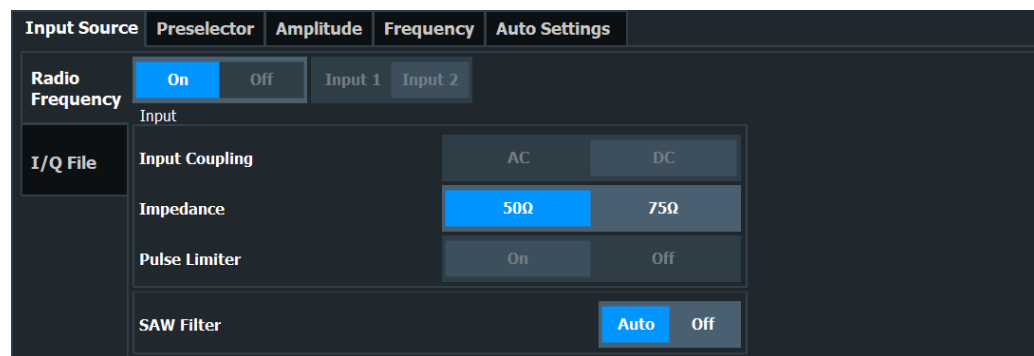 Input Source Preselector Amplitude Frequency Auto Settings
Radio
Frequency
On Off Input 1 Input 2
Input
I/Q File
Input Coupling AC DC
Impedance 50Ω 75Ω
Pulse Limiter On Off
SAW Filter Auto Off